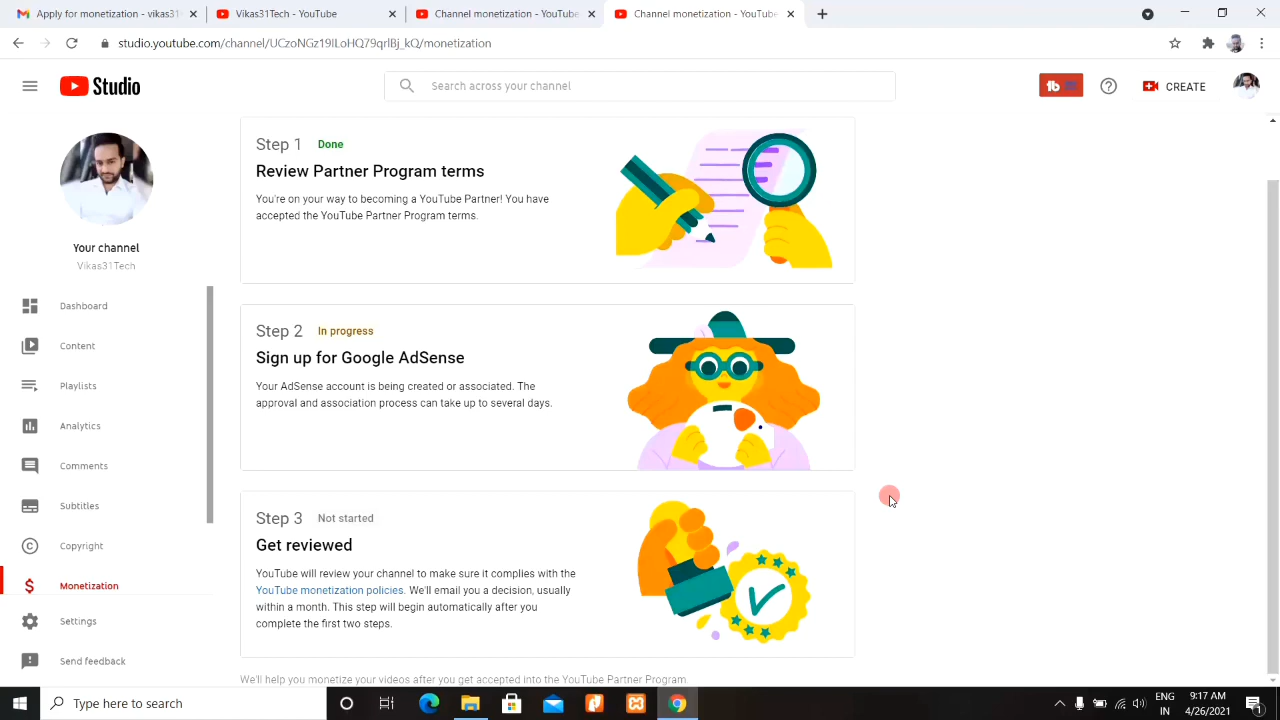 Apply for monetization - vikas31
Vikas31Tech - YouTube
Channel monetization - YouTube
Channel monetization - YouTube
studio.youtube.com/channel/UCzoNGz19ILoHQ79qrlBj_kQ/monetization
Studio
Search across your channel
tb
CREATE
Your channel
Vikas31Tech
Dashboard
Content
Playlists
Analytics
Comments
Subtitles
Copyright
Monetization
Settings
Send feedback
Step 1 Done
Review Partner Program terms
You're on your way to becoming a YouTube Partner! You have
accepted the YouTube Partner Program terms.
Step 2 In progress
Sign up for Google AdSense
Your AdSense account is being created or associated. The
approval and association process can take up to several days.
Step 3 Not started
Get reviewed
YouTube will review your channel to make sure it complies with the
YouTube monetization policies. We'll email you a decision, usually
within a month. This step will begin automatically after you
complete the first two steps.
We'll help you monetize your videos after you get accepted into the YouTube Partner Program
Type here to search
ENG
IN
9:17 AM
4/26/2021